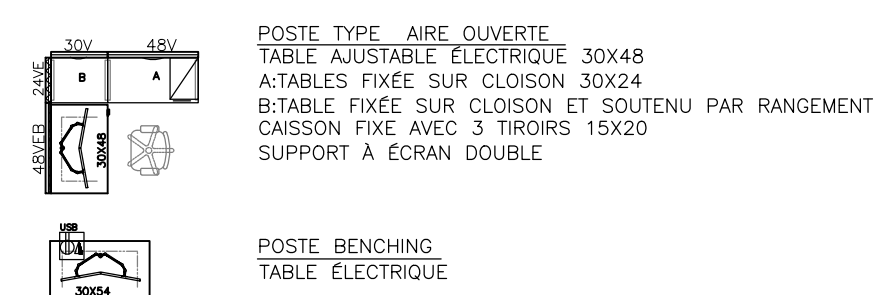 30V 48V
24VE
B A
48VEB
30X48
POSTE TYPE AIRE OUVERTE
TABLE AJUSTABLE ÉLECTRIQUE 30X48
A:TABLES FIXÉE SUR CLOISON 30X24
B:TABLE FIXÉE SUR CLOISON ET SOUTENU PAR RANGEMENT
CAISSON FIXE AVEC 3 TIROIRS 15X20
SUPPORT À ÉCRAN DOUBLE
USB
30X54
POSTE BENCHING
TABLE ÉLECTRIQUE